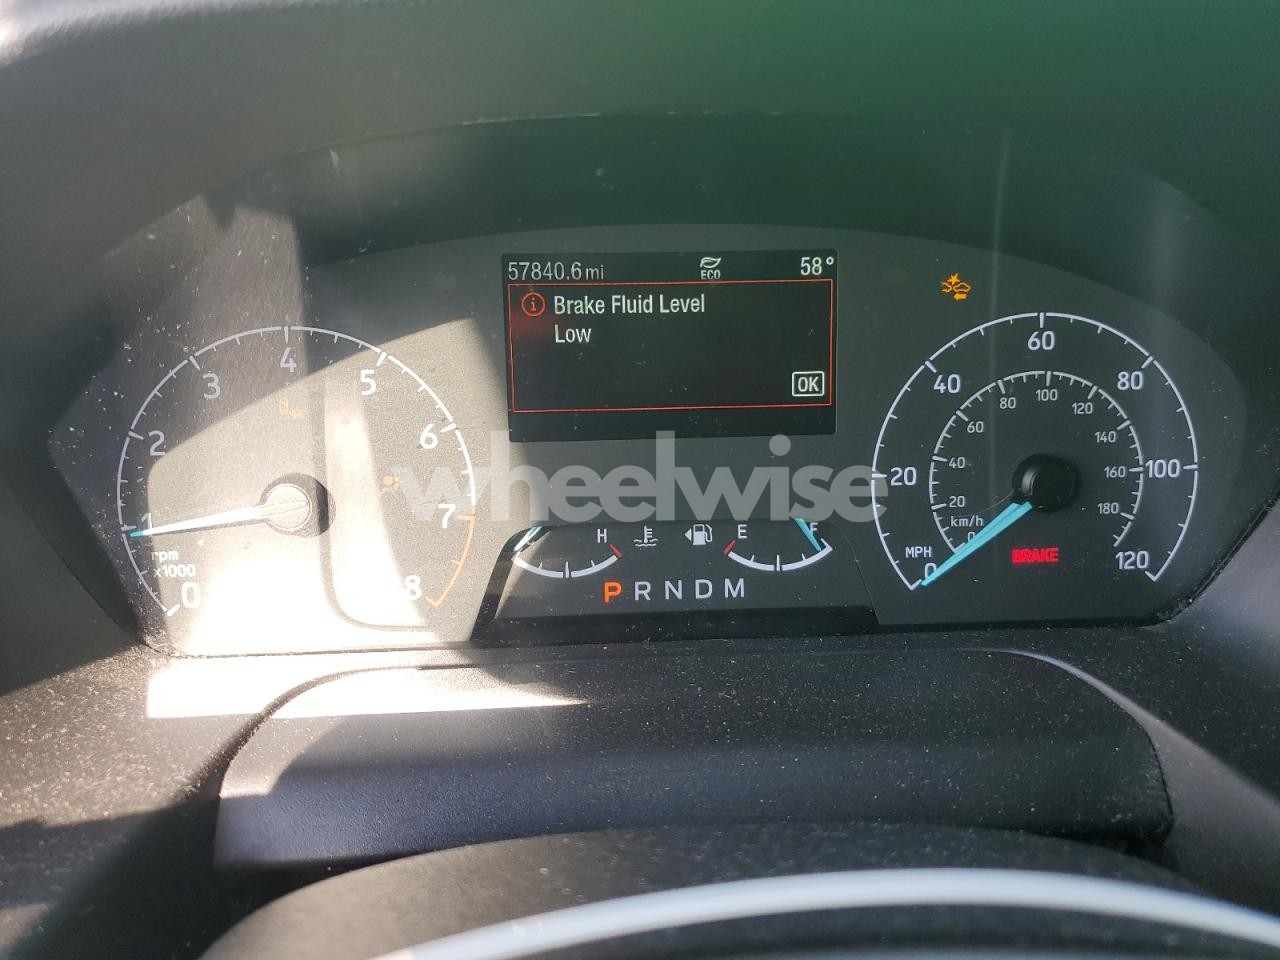 57840.6 mi ECO 58°
Brake Fluid Level
Low
OK
0 1 2 3 4 5 6 7 8
rpm
x1000
H E F
P R N D M
0 20 40 60 80 100 120
MPH
0 20 40 60 80 100 120 140 160 180
km/h
BRAKE
wheelwise